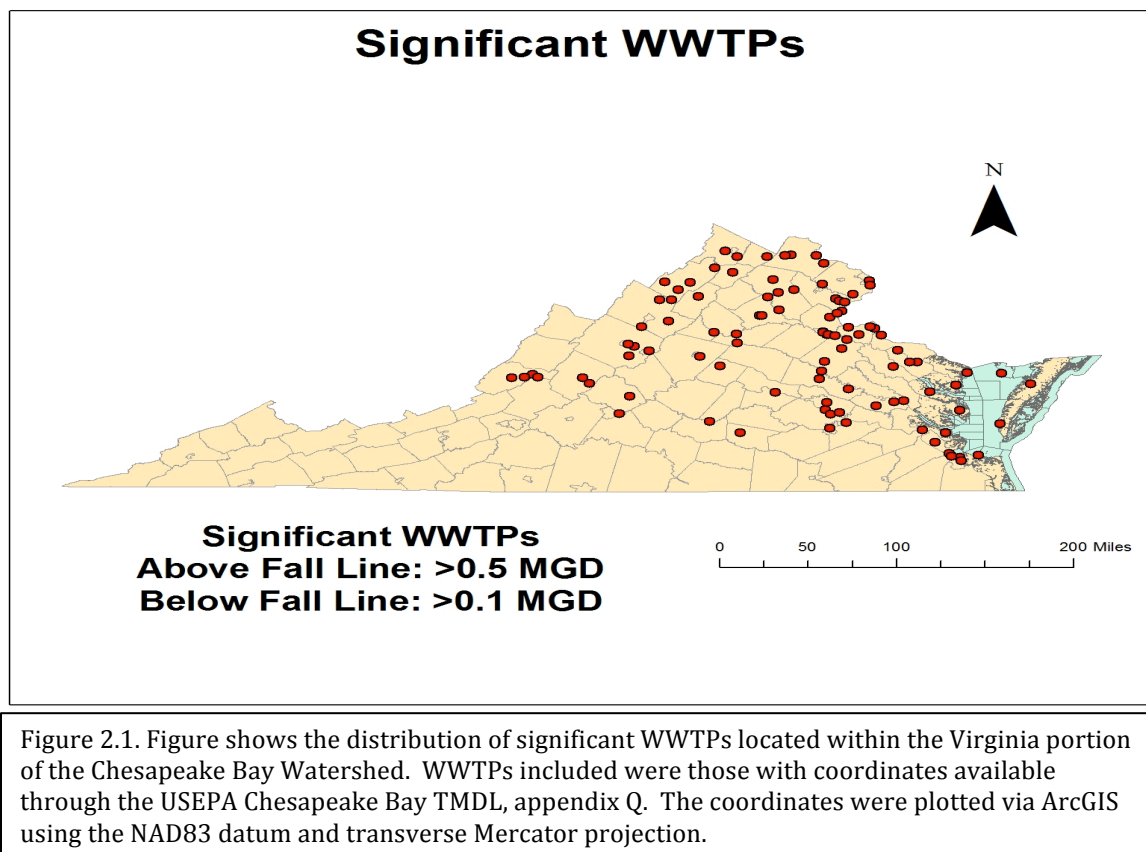 Significant WWTPs
N
Significant WWTPs
Above Fall Line: >0.5 MGD
Below Fall Line: >0.1 MGD
0 50 100 200 Miles
Figure 2.1. Figure shows the distribution of significant WWTPs located within the Virginia portion
of the Chesapeake Bay Watershed.  WWTPs included were those with coordinates available
through the USEPA Chesapeake Bay TMDL, appendix Q.  The coordinates were plotted via ArcGIS
using the NAD83 datum and transverse Mercator projection.